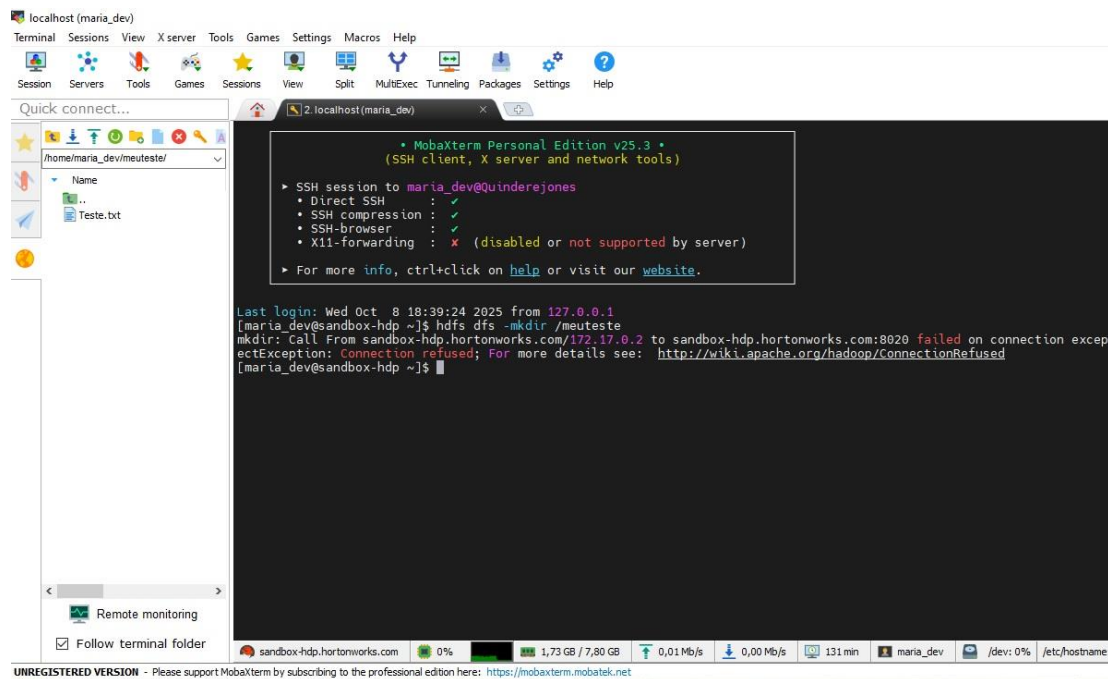 localhost (maria_dev)
Terminal Sessions View X server Tools Games Settings Macros Help
Session Servers Tools Games Sessions View Split MultiExec Tunneling Packages Settings Help
Quick connect...
2. localhost (maria_dev)
/home/maria_dev/meuteste/
Name
..
Teste.txt
• MobaXterm Personal Edition v25.3 •
(SSH client, X server and network tools)
► SSH session to maria_dev@Quinderejones
• Direct SSH : ✔
• SSH compression : ✔
• SSH-browser : ✔
• X11-forwarding : ✘ (disabled or not supported by server)
► For more info, ctrl+click on help or visit our website.
Last login: Wed Oct 8 18:39:24 2025 from 127.0.0.1
[maria_dev@sandbox-hdp ~]$ hdfs dfs -mkdir /meuteste
mkdir: Call From sandbox-hdp.hortonworks.com/172.17.0.2 to sandbox-hdp.hortonworks.com:8020 failed on connection excep
ectException: Connection refused; For more details see: http://wiki.apache.org/hadoop/ConnectionRefused
[maria_dev@sandbox-hdp ~]$
Remote monitoring
Follow terminal folder
sandbox-hdp.hortonworks.com 0% 1,73 GB / 7,80 GB 0,01 Mb/s 0,00 Mb/s 131 min maria_dev /dev: 0% /etc/hostname
UNREGISTERED VERSION - Please support MobaXterm by subscribing to the professional edition here: https://mobaxterm.mobatek.net